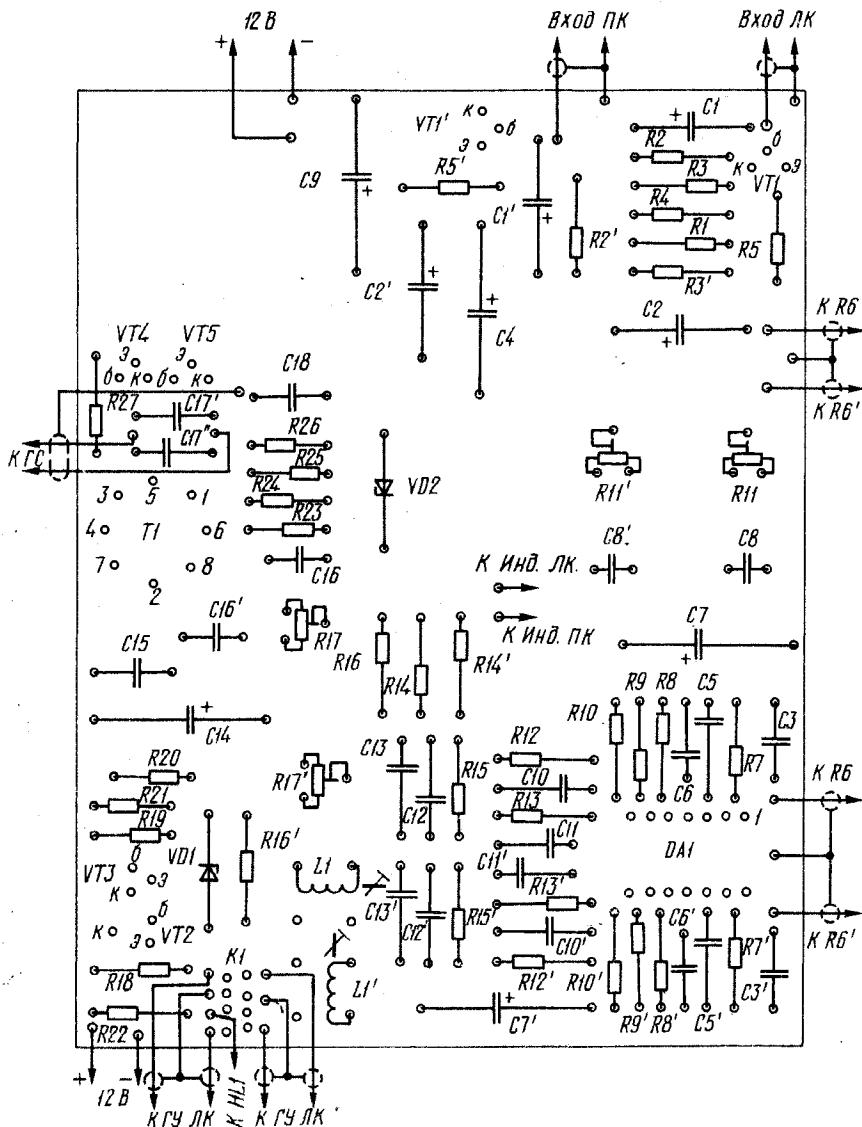 12 В
+ −
Вход ПК
Вход ЛК
C9
+
VT1'
к
б
э
R5'
C1'
+
R2'
+
C1
R2
R3
R4
R1
R3'
б
к
э
VT1
R5
C2'
+
C4
+
C2
+
К R6
К R6'
VT4
VT5
э
э
б
к
б
к
R27
C17'
C17"
К ГС
C18
R26
R25
R24
R23
C16
VD2
R11'
R11
3
5
1
4
T1
6
7
8
2
C8'
C8
К Инд. ЛК.
К Инд. ПК
C16'
R17
C15
R16
R14
R14'
C7
+
+
C14
R10
R9
R8
C5
C6
R7
C3
R20
R21
R19
R17'
C13
C12
R15
R12
C10
R13
C11
К R6
1
DA1
б
VT3
э
к
VD1
R16'
L1
C13'
C12'
R15'
C11'
R13'
C10'
R12'
б
к
э
VT2
К R6'
R18
K1
L1'
R10'
R9'
R8'
C6'
C5'
R7'
C3'
R22
C7'
+
+ −
12 В
К ГУ ЛК
К HL1
К ГУ ЛК'